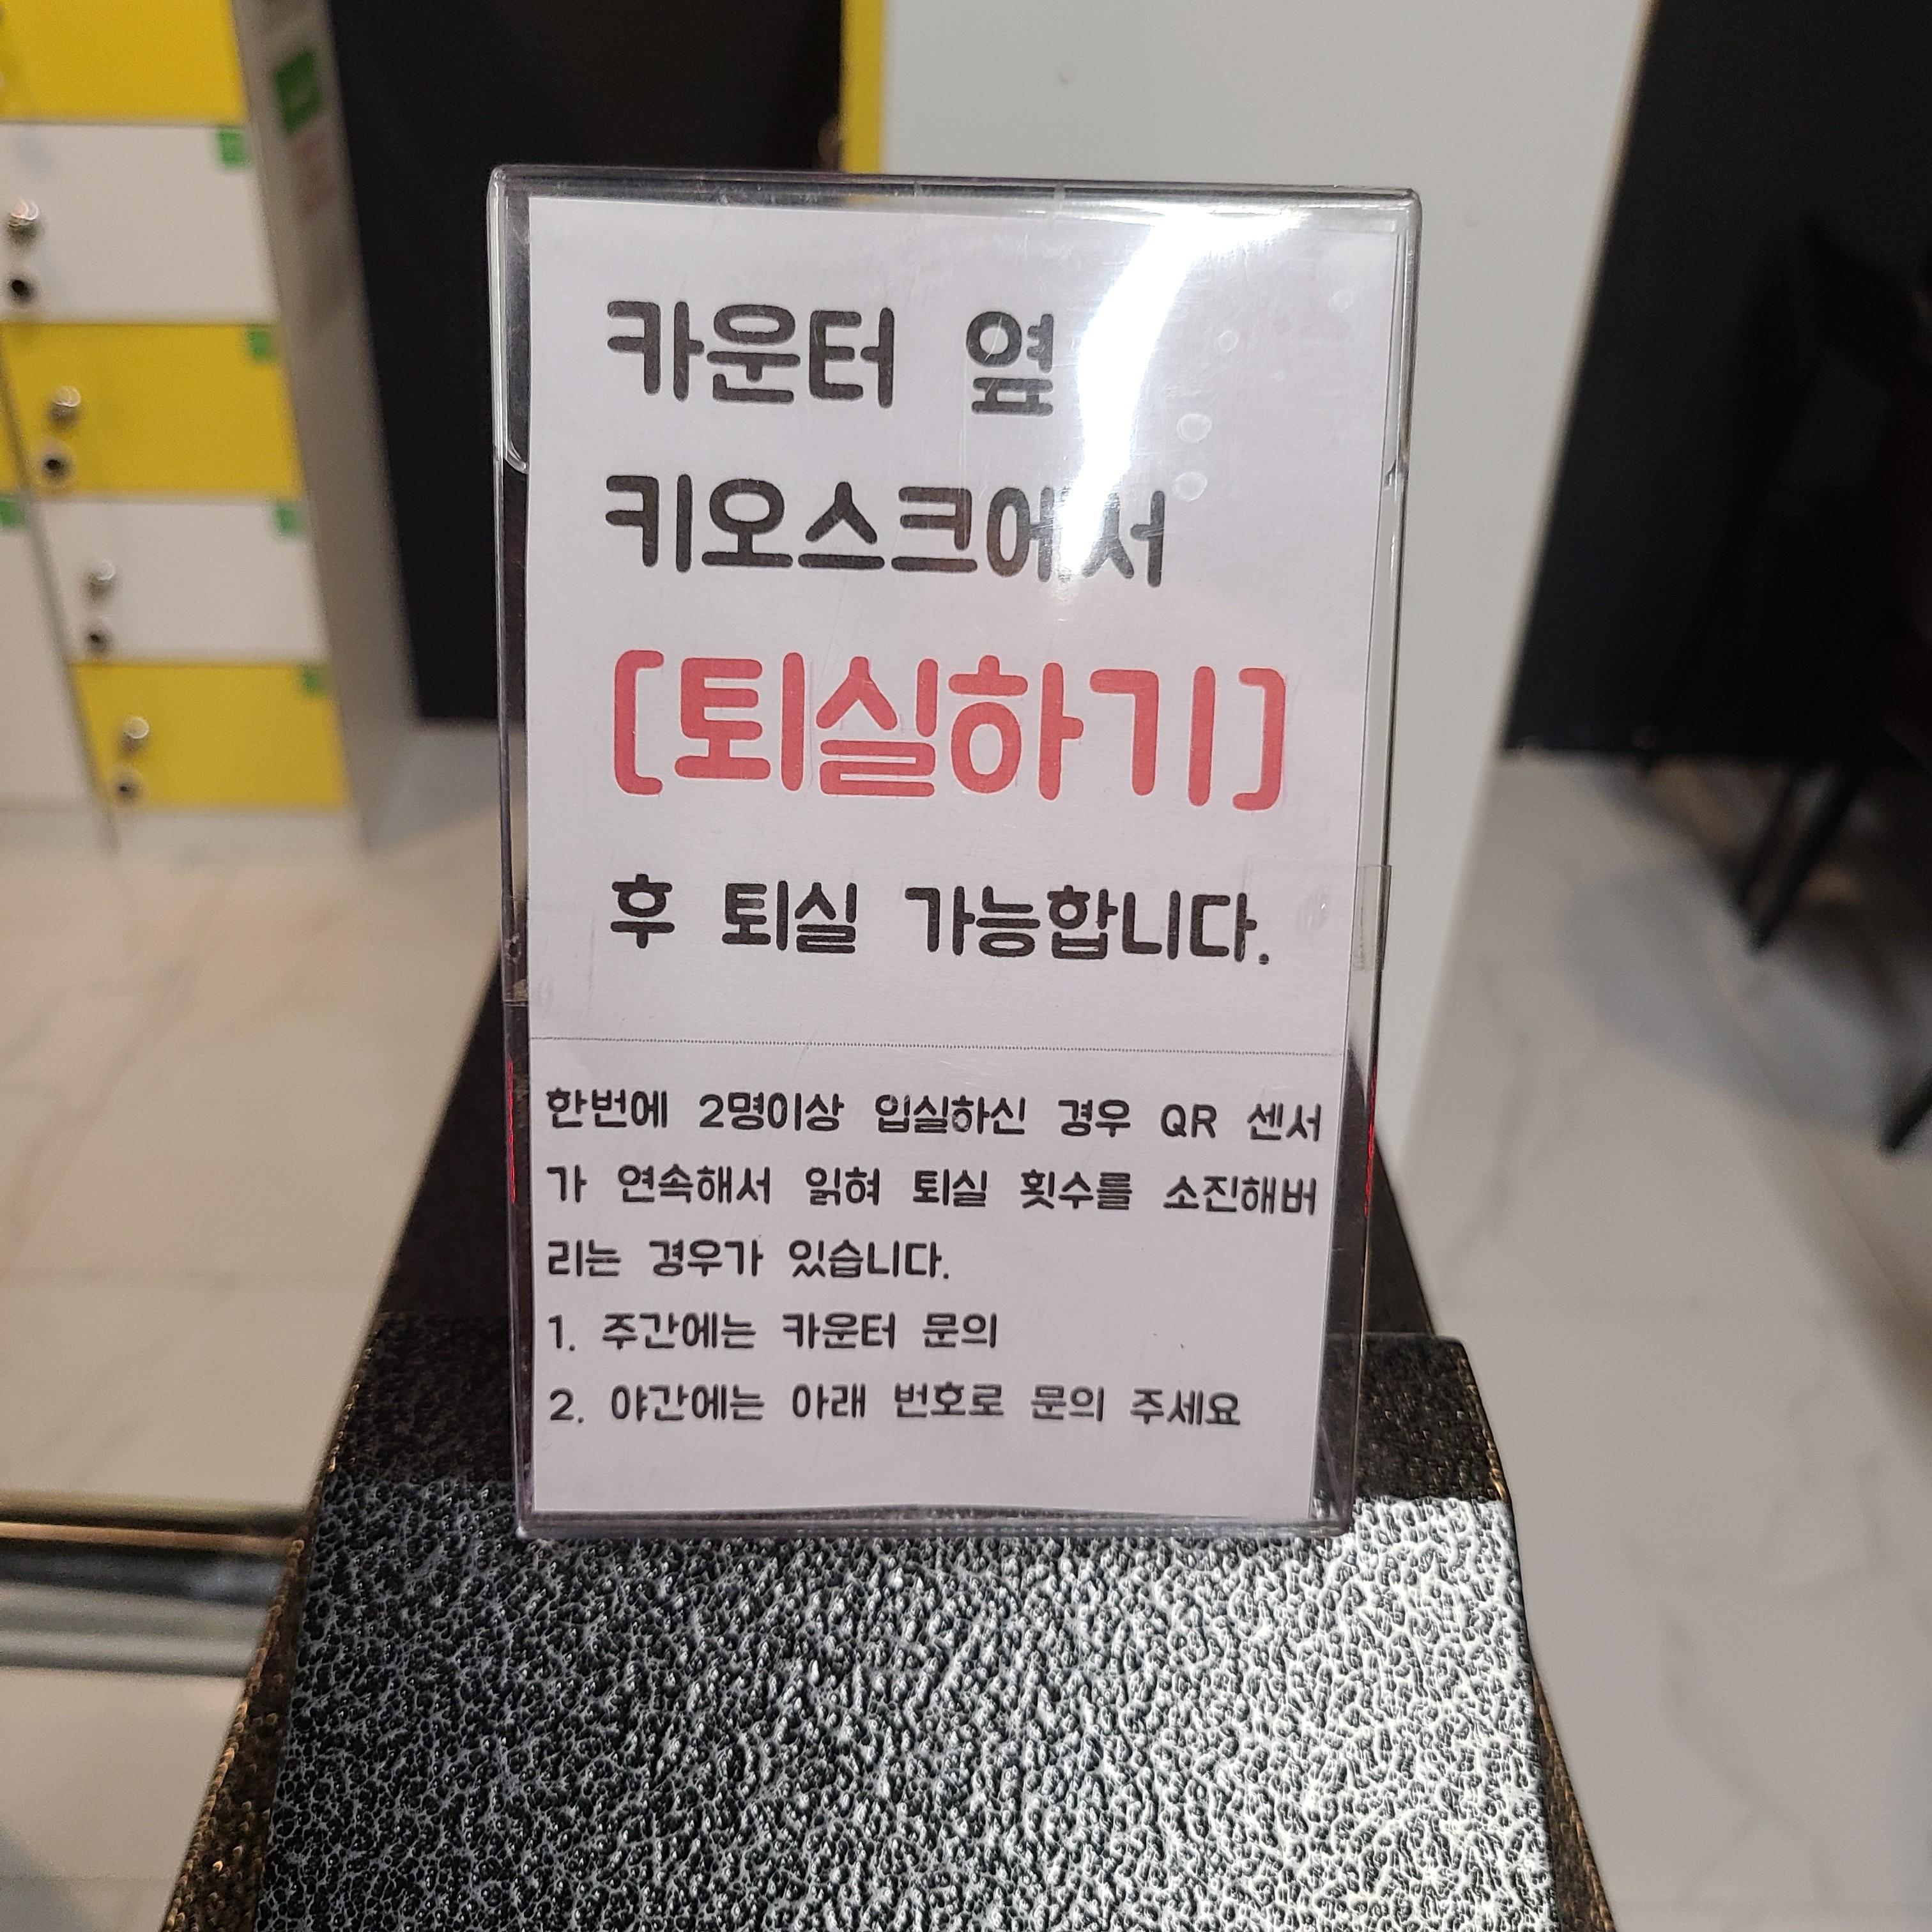 카운터 옆
키오스크에서
[퇴실하기]
후 퇴실 가능합니다.
한번에 2명이상 입실하신 경우 QR 센서
가 연속해서 읽혀 퇴실 횟수를 소진해버
리는 경우가 있습니다.
1. 주간에는 카운터 문의
2. 야간에는 아래 번호로 문의 주세요